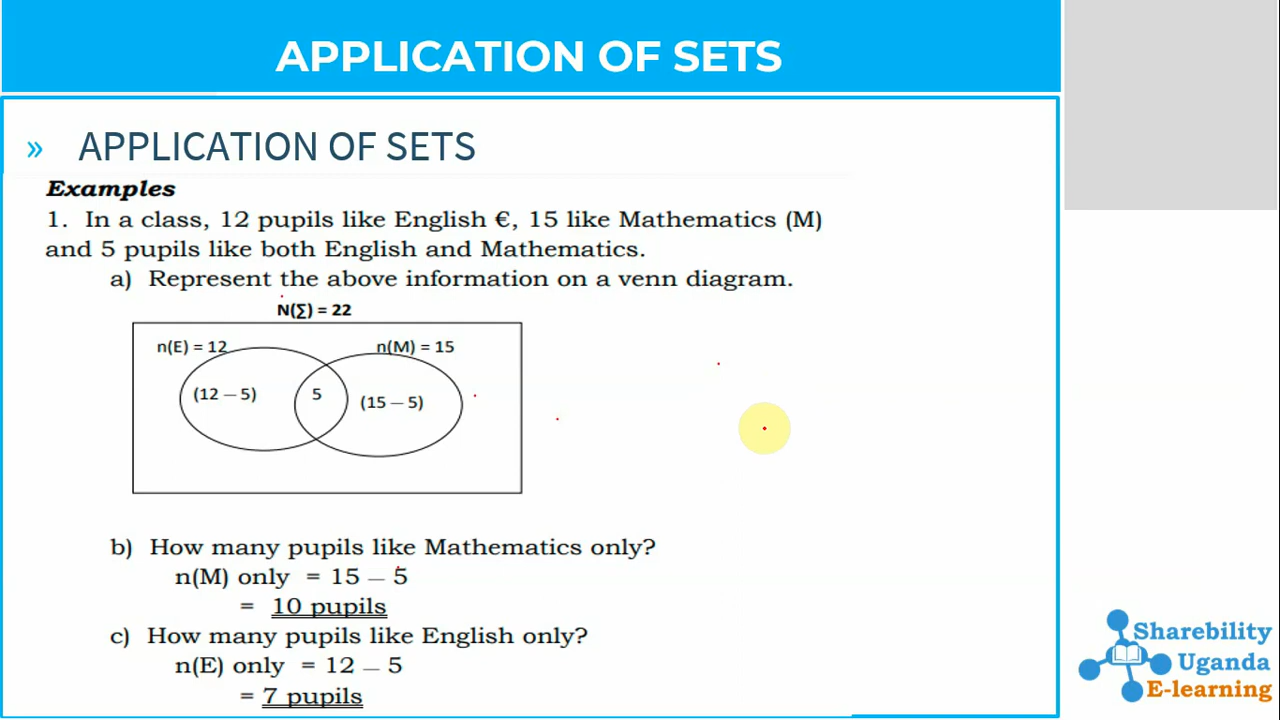 APPLICATION OF SETS
» APPLICATION OF SETS
Examples
1. In a class, 12 pupils like English €, 15 like Mathematics (M)
and 5 pupils like both English and Mathematics.
a) Represent the above information on a venn diagram.
N(∑) = 22
n(E) = 12 n(M) = 15
(12 – 5) 5 (15 – 5)
b) How many pupils like Mathematics only?
n(M) only = 15 – 5
= 10 pupils
c) How many pupils like English only?
n(E) only = 12 – 5
= 7 pupils
Sharebility
Uganda
E-learning